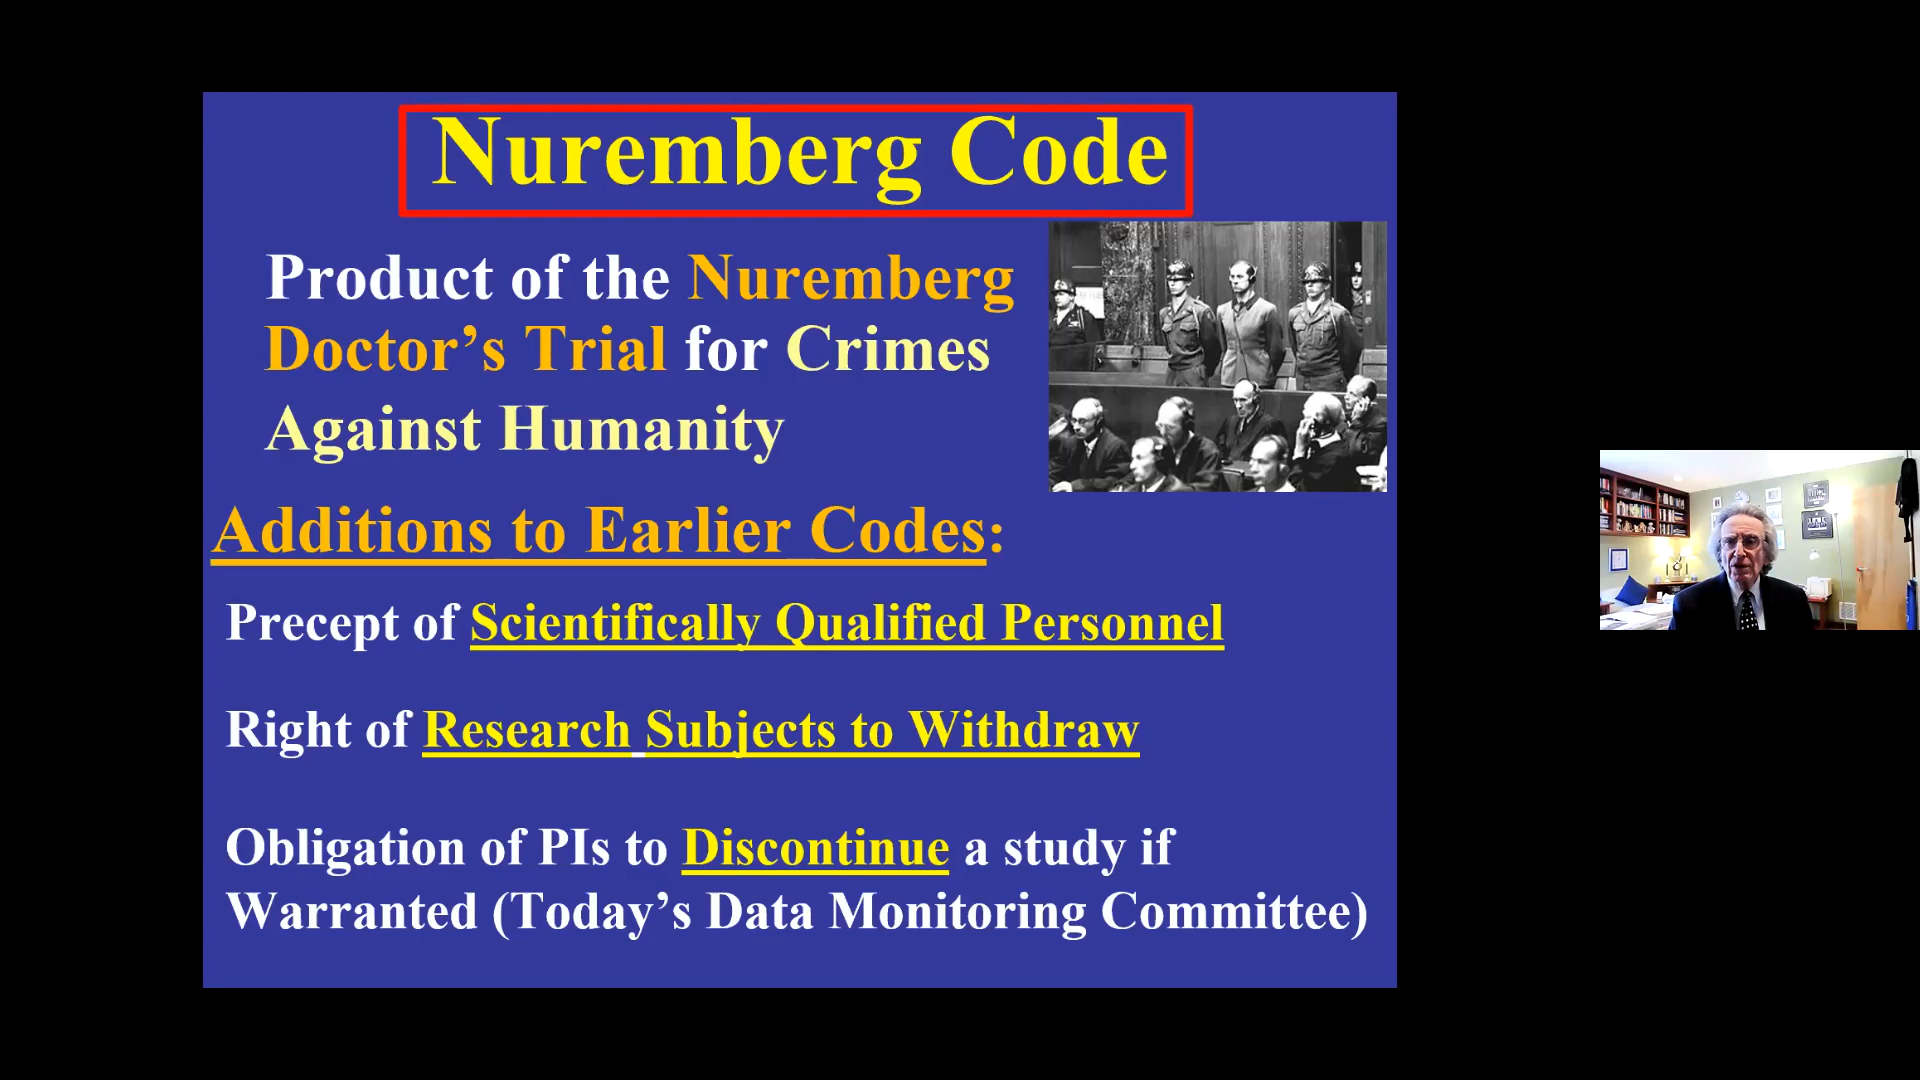 Nuremberg Code
Product of the Nuremberg
Doctor’s Trial for Crimes
Against Humanity
Additions to Earlier Codes:
Precept of Scientifically Qualified Personnel
Right of Research Subjects to Withdraw
Obligation of PIs to Discontinue a study if
Warranted (Today’s Data Monitoring Committee)